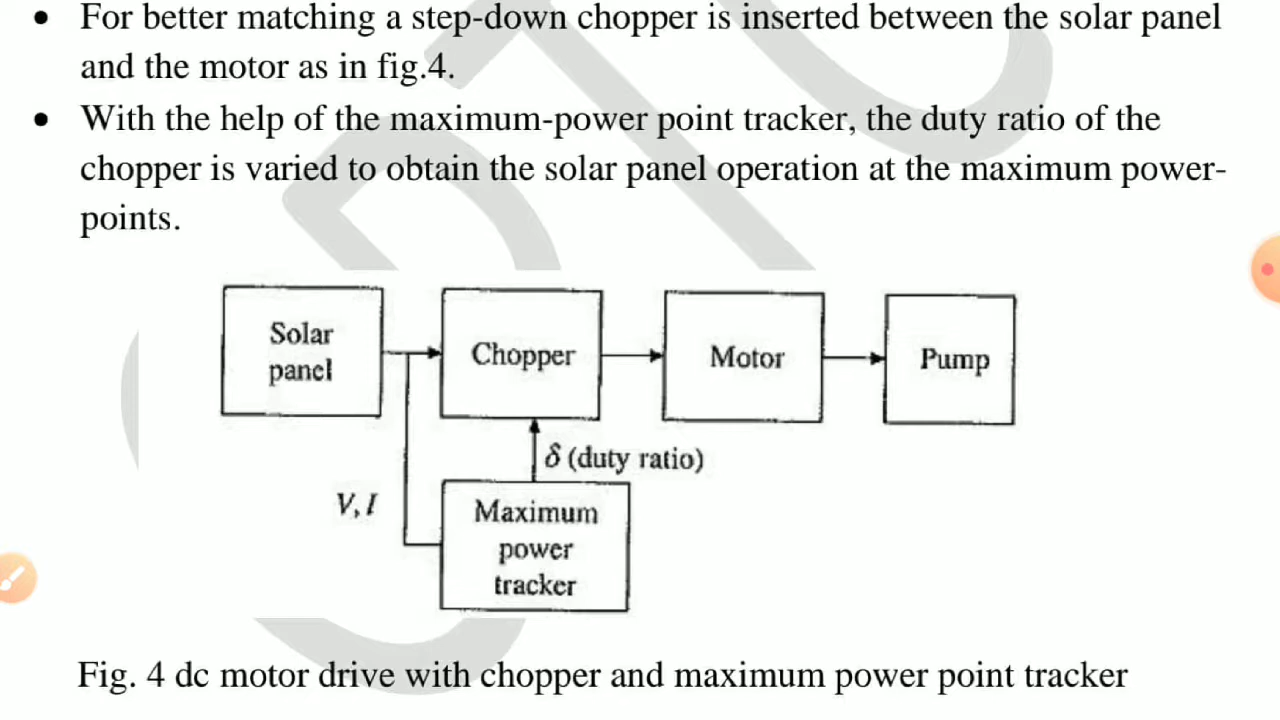 • For better matching a step-down chopper is inserted between the solar panel
and the motor as in fig.4.
• With the help of the maximum-power point tracker, the duty ratio of the
chopper is varied to obtain the solar panel operation at the maximum power-
points.
Solar
panel
Chopper
Motor
Pump
δ (duty ratio)
V, I
Maximum
power
tracker
Fig. 4 dc motor drive with chopper and maximum power point tracker